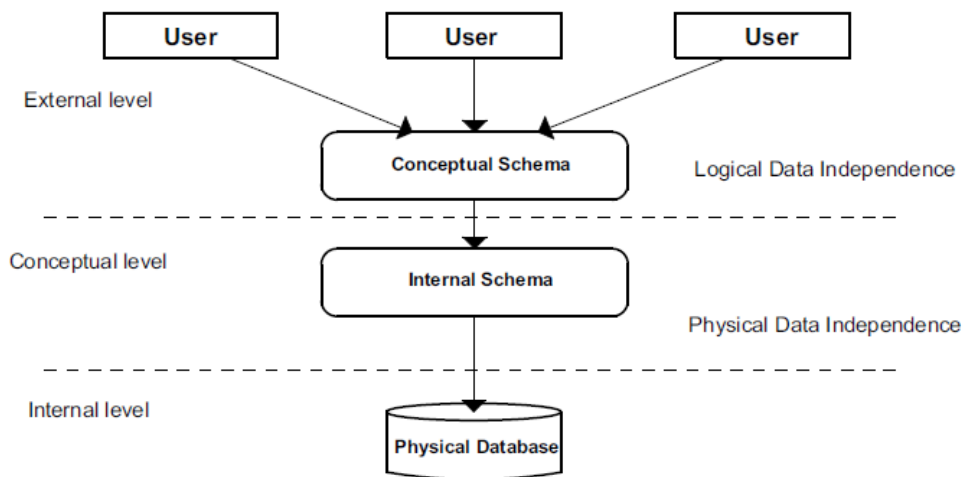 User
User
User
External level
Conceptual Schema
Logical Data Independence
Conceptual level
Internal Schema
Physical Data Independence
Internal level
Physical Database